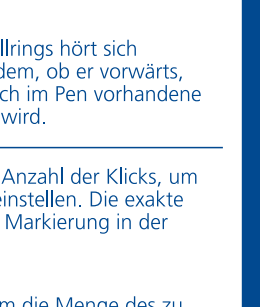 llrings hört sich
dem, ob er vorwärts,
ch im Pen vorhandene
wird.
Anzahl der Klicks, um
einstellen. Die exakte
Markierung in der
m die Menge des zu